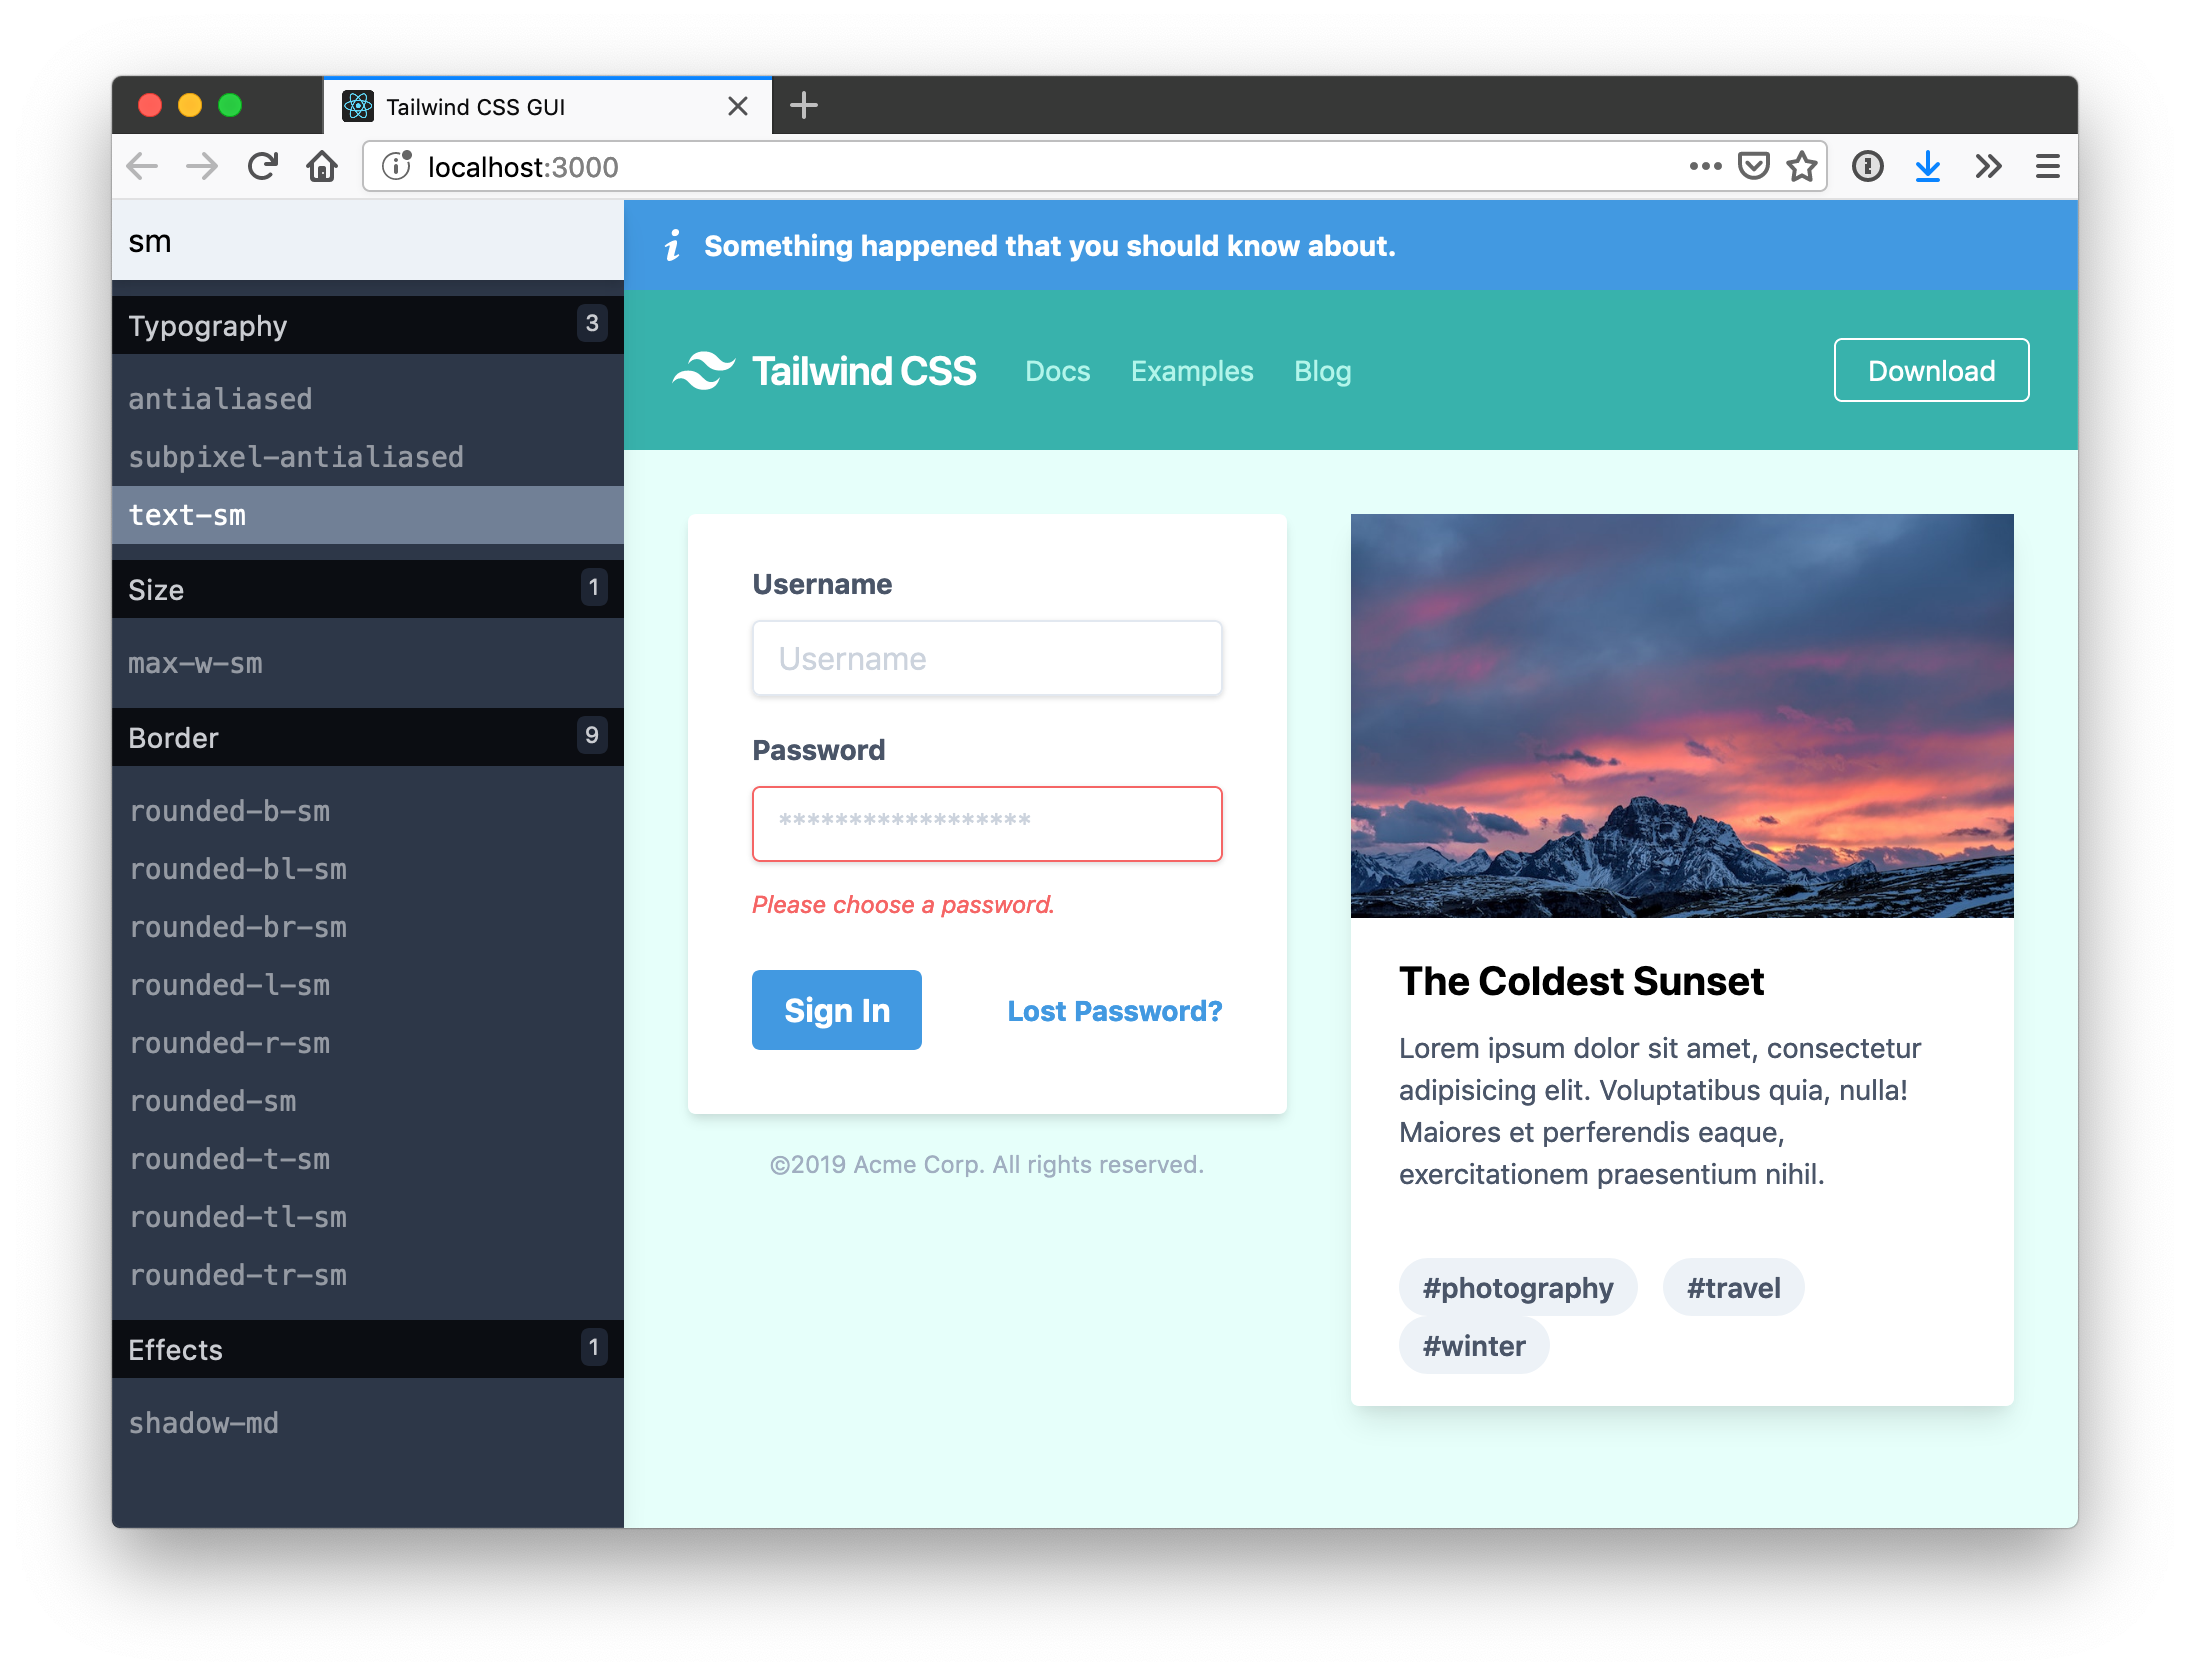 Tailwind CSS GUI
localhost:3000
sm
Typography 3
antialiased
subpixel-antialiased
text-sm
Size 1
max-w-sm
Border 9
rounded-b-sm
rounded-bl-sm
rounded-br-sm
rounded-l-sm
rounded-r-sm
rounded-sm
rounded-t-sm
rounded-tl-sm
rounded-tr-sm
Effects 1
shadow-md
i Something happened that you should know about.
Tailwind CSS Docs Examples Blog Download
Username
Username
Password
******************
Please choose a password.
Sign In Lost Password?
©2019 Acme Corp. All rights reserved.
The Coldest Sunset
Lorem ipsum dolor sit amet, consectetur
adipisicing elit. Voluptatibus quia, nulla!
Maiores et perferendis eaque,
exercitationem praesentium nihil.
#photography #travel
#winter